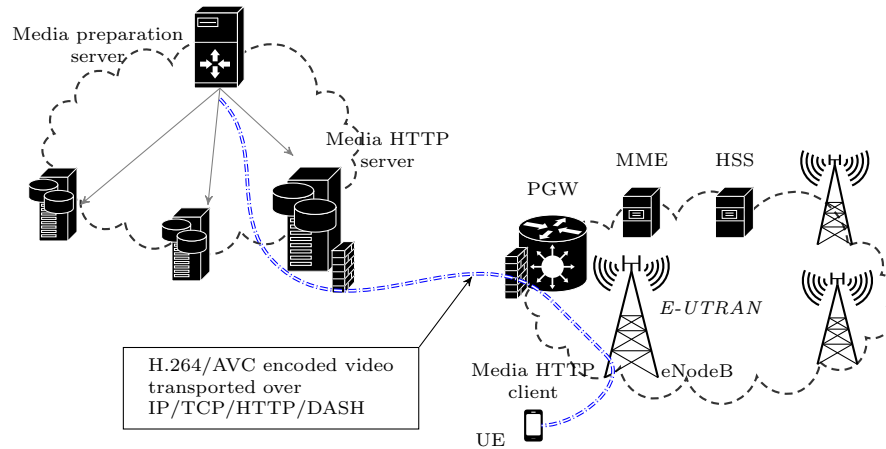 Media preparation
server
Media HTTP
server
MME
HSS
PGW
E-UTRAN
H.264/AVC encoded video
transported over
IP/TCP/HTTP/DASH
Media HTTP
client
eNodeB
UE